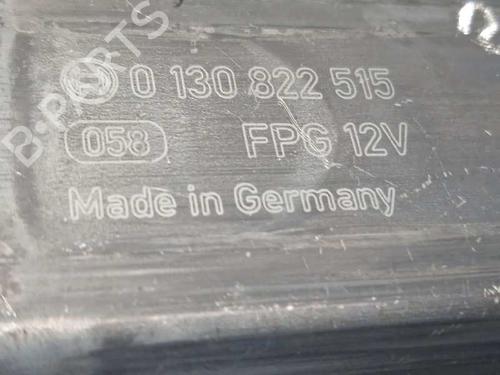 0 130 822 515
058 FPG 12V
Made in Germany
B-PARTS